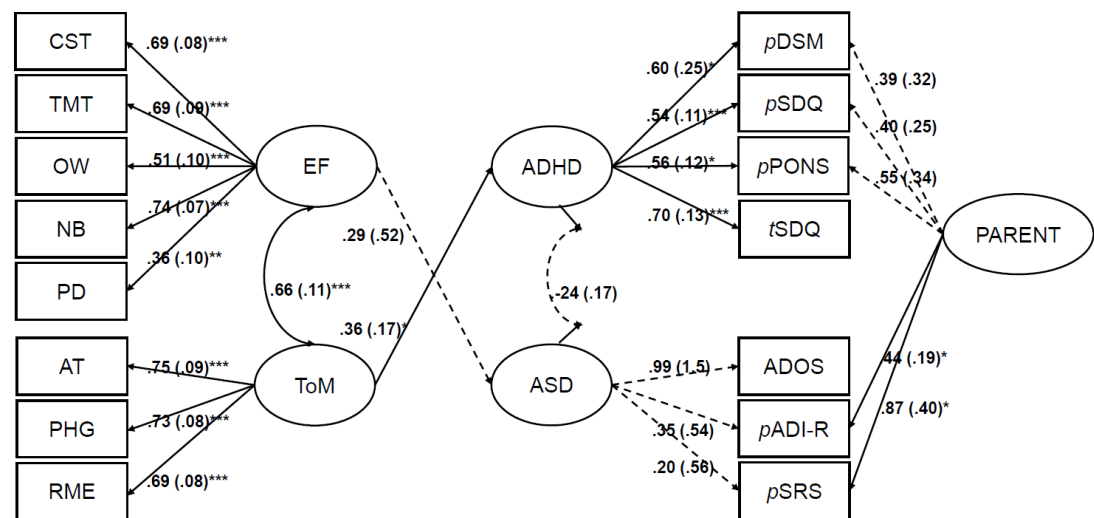 CST
TMT
OW
NB
PD
AT
PHG
RME
.69 (.08)***
.69 (.09)***
.51 (.10)***
.74 (.07)***
.36 (.10)**
.75 (.09)***
.73 (.08)***
.69 (.08)***
EF
ToM
.66 (.11)***
.29 (.52)
.36 (.17)*
ADHD
ASD
-.24 (.17)
.60 (.25)*
.54 (.11)***
.56 (.12)*
.70 (.13)***
.99 (1.5)
.35 (.54)
.20 (.56)
pDSM
pSDQ
pPONS
tSDQ
ADOS
pADI-R
pSRS
.39 (.32)
.40 (.25)
.55 (.34)
.44 (.19)*
.87 (.40)*
PARENT